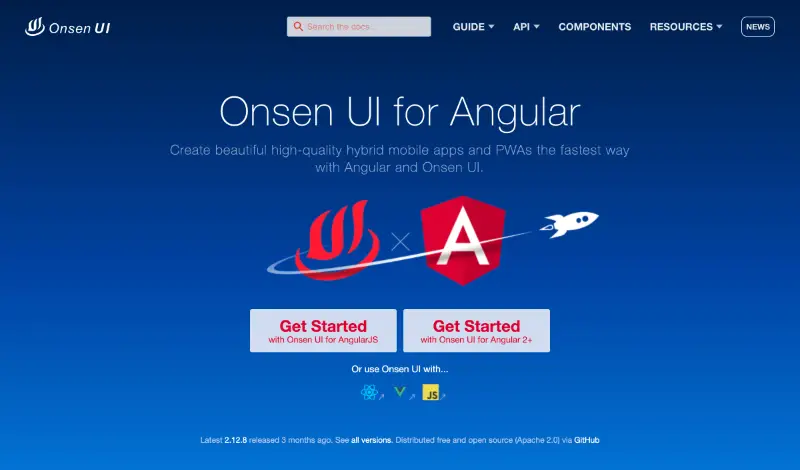 Onsen UI
Search the docs...
GUIDE
API
COMPONENTS
RESOURCES
NEWS
Onsen UI for Angular
Create beautiful high-quality hybrid mobile apps and PWAs the fastest way
with Angular and Onsen UI.
A
Get Started
with Onsen UI for AngularJS
Get Started
with Onsen UI for Angular 2+
Or use Onsen UI with...
JS
Latest 2.12.8 released 3 months ago. See all versions. Distributed free and open source (Apache 2.0) via GitHub